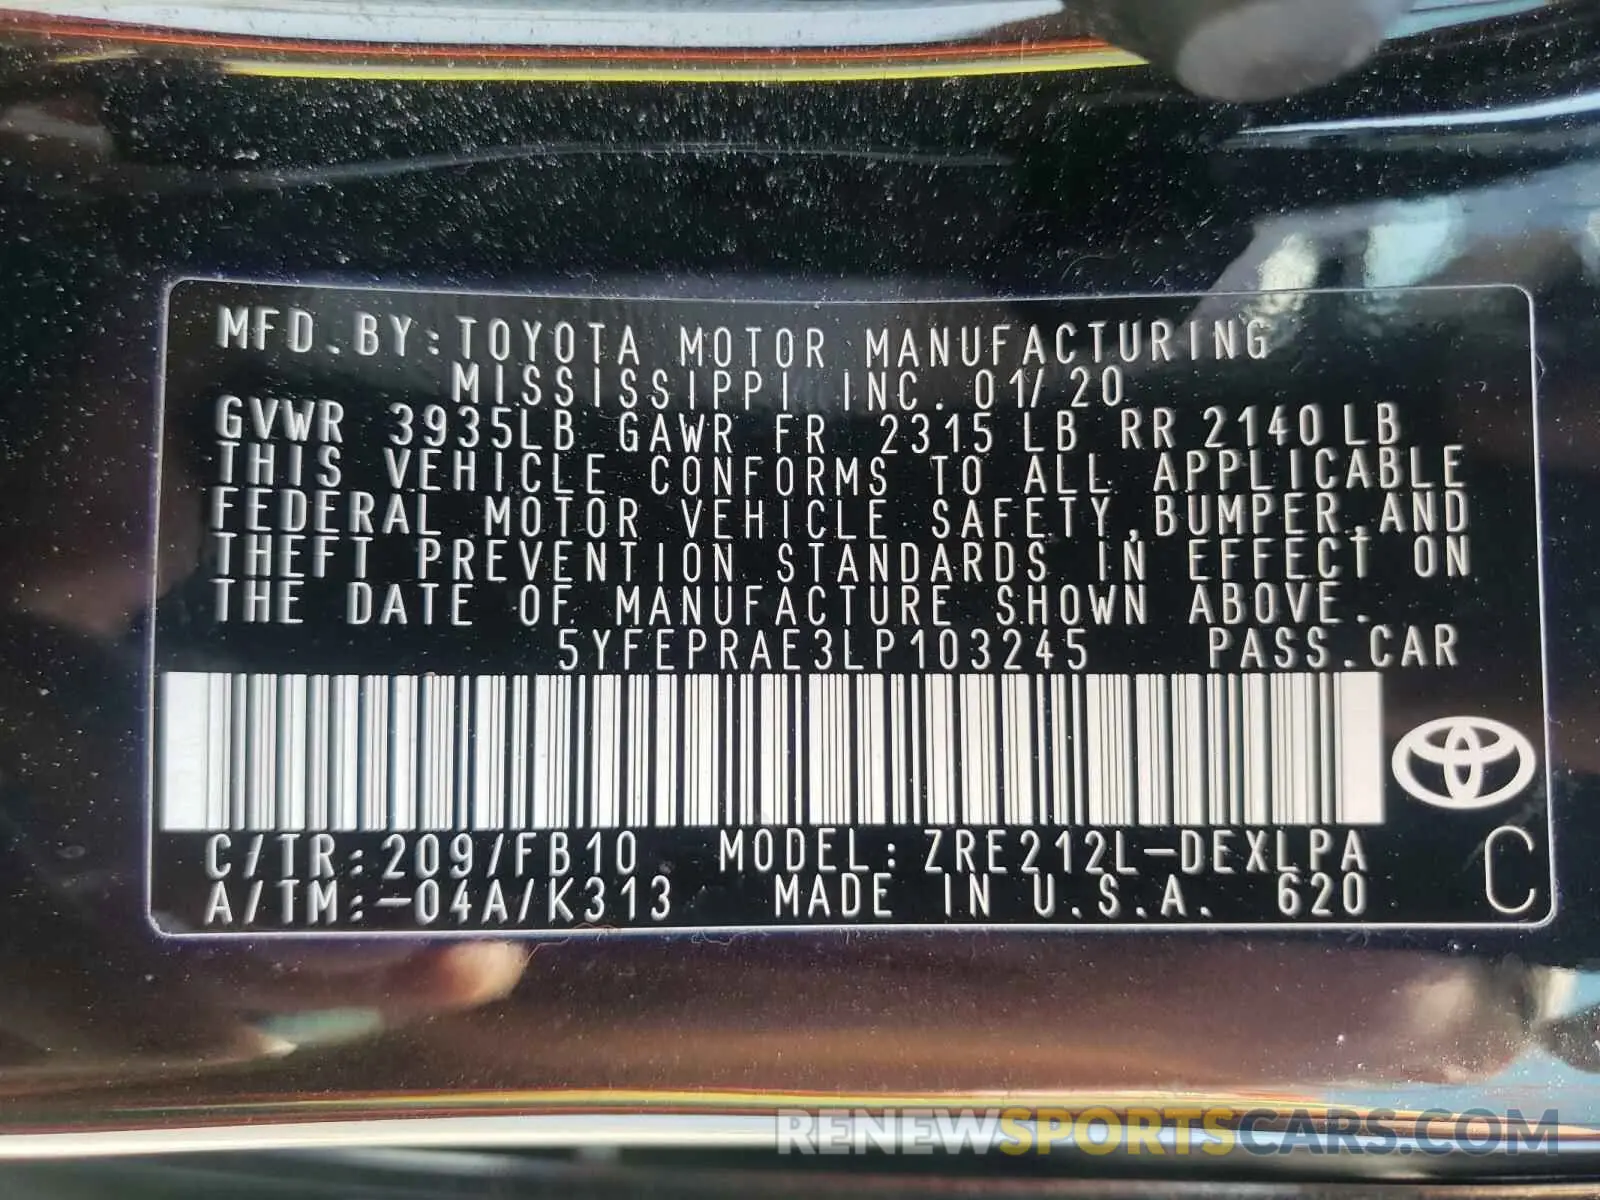 MFD.BY:TOYOTA MOTOR MANUFACTURING
MISSISSIPPI INC. 01/20
GVWR 3935LB GAWR FR 2315 LB RR 2140 LB
THIS VEHICLE CONFORMS TO ALL APPLICABLE
FEDERAL MOTOR VEHICLE SAFETY,BUMPER,AND
THEFT PREVENTION STANDARDS IN EFFECT ON
THE DATE OF MANUFACTURE SHOWN ABOVE.
5YFEPRAE3LP103245 PASS.CAR
C/TR:209/FB10 MODEL:ZRE212L-DEXLPA
A/TM:-04A/K313 MADE IN U.S.A. 620
C
RENEWSPORTSCARS.COM